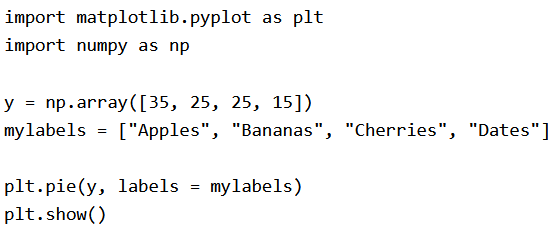 import matplotlib.pyplot as plt
import numpy as np
y = np.array([35, 25, 25, 15])
mylabels = ["Apples", "Bananas", "Cherries", "Dates"]
plt.pie(y, labels = mylabels)
plt.show()